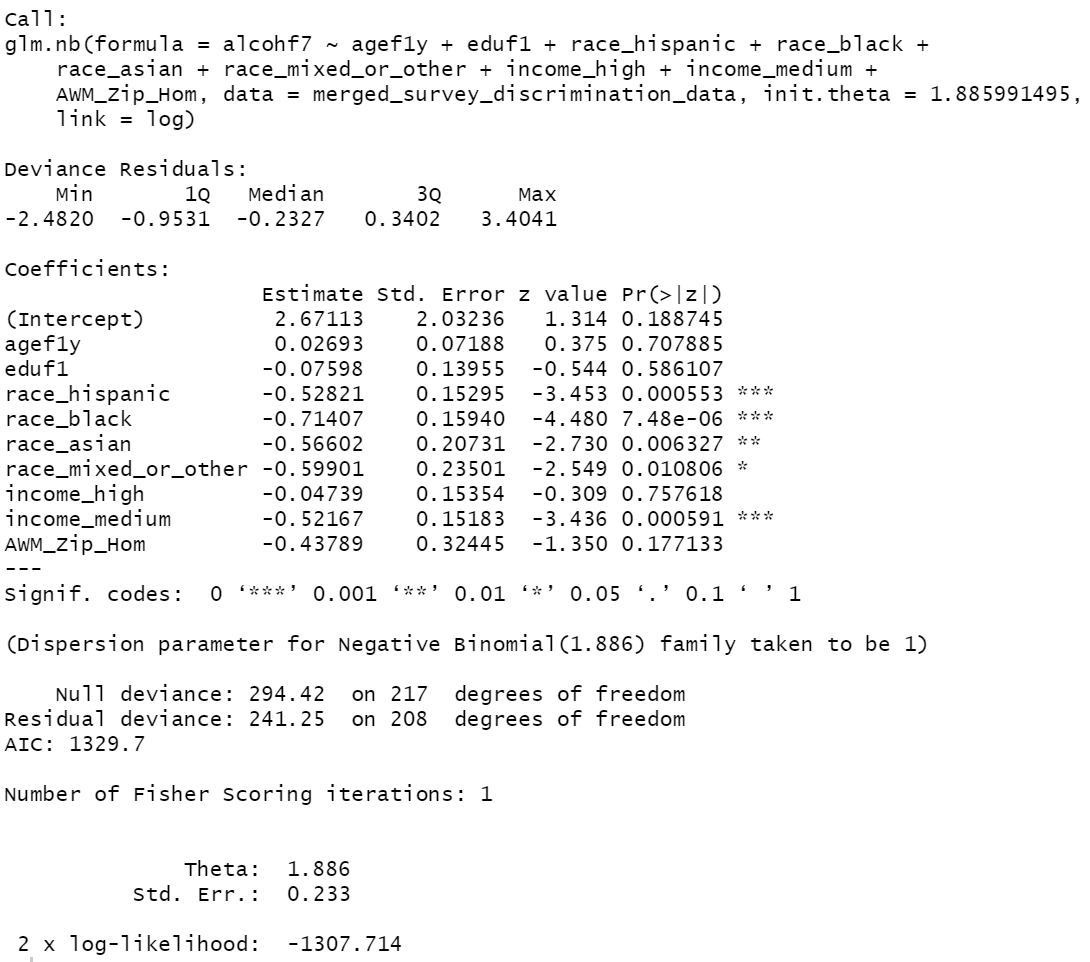 Call:
glm.nb(formula = alcohf7 ~ agef1y + eduf1 + race_hispanic + race_black +
    race_asian + race_mixed_or_other + income_high + income_medium +
    AWM_Zip_Hom, data = merged_survey_discrimination_data, init.theta = 1.885991495,
    link = log)

Deviance Residuals:
    Min       1Q   Median       3Q      Max
-2.4820  -0.9531  -0.2327   0.3402   3.4041

Coefficients:
                    Estimate Std. Error z value Pr(>|z|)
(Intercept)          2.67113    2.03236   1.314 0.188745
agef1y               0.02693    0.07188   0.375 0.707885
eduf1               -0.07598    0.13955  -0.544 0.586107
race_hispanic       -0.52821    0.15295  -3.453 0.000553 ***
race_black          -0.71407    0.15940  -4.480 7.48e-06 ***
race_asian          -0.56602    0.20731  -2.730 0.006327 **
race_mixed_or_other -0.59901    0.23501  -2.549 0.010806 *
income_high         -0.04739    0.15354  -0.309 0.757618
income_medium       -0.52167    0.15183  -3.436 0.000591 ***
AWM_Zip_Hom         -0.43789    0.32445  -1.350 0.177133
---
Signif. codes:  0 ‘***’ 0.001 ‘**’ 0.01 ‘*’ 0.05 ‘.’ 0.1 ‘ ’ 1

(Dispersion parameter for Negative Binomial(1.886) family taken to be 1)

    Null deviance: 294.42  on 217  degrees of freedom
Residual deviance: 241.25  on 208  degrees of freedom
AIC: 1329.7

Number of Fisher Scoring iterations: 1


              Theta:  1.886
          Std. Err.:  0.233

 2 x log-likelihood:  -1307.714